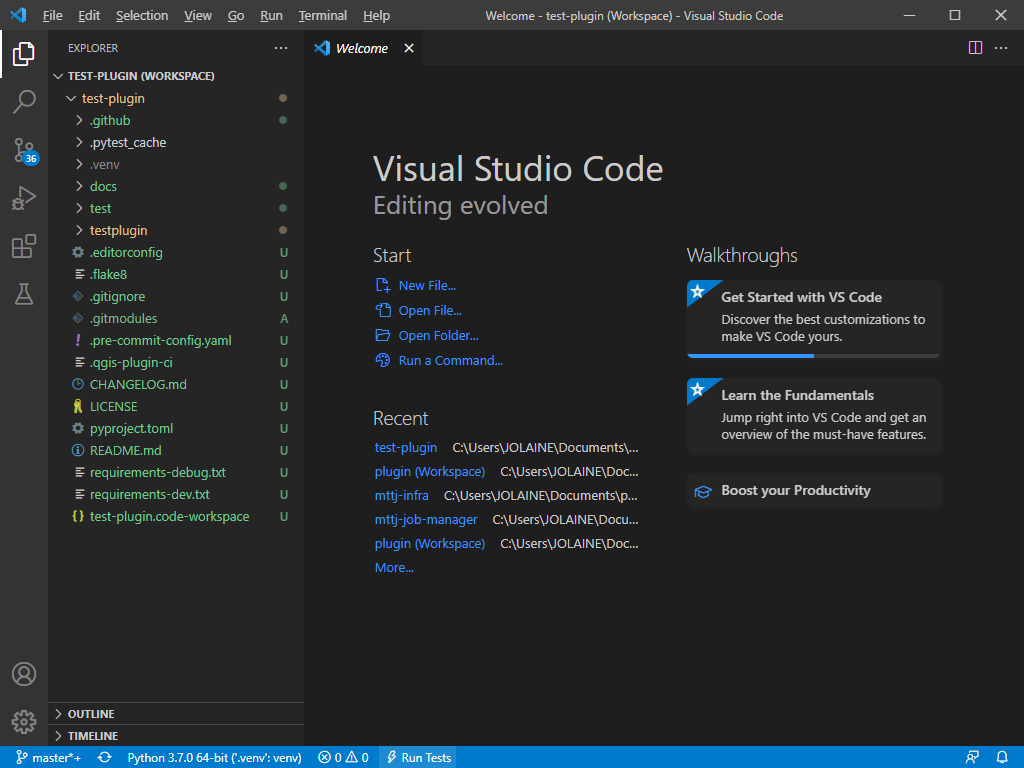 File Edit Selection View Go Run Terminal Help Welcome - test-plugin (Workspace) - Visual Studio Code
EXPLORER
Welcome
TEST-PLUGIN (WORKSPACE)
test-plugin
.github
.pytest_cache
.venv
docs
test
testplugin
.editorconfig U
.flake8 U
.gitignore U
.gitmodules A
.pre-commit-config.yaml U
.qgis-plugin-ci U
CHANGELOG.md U
LICENSE U
pyproject.toml U
README.md U
requirements-debug.txt U
requirements-dev.txt U
test-plugin.code-workspace U
OUTLINE
TIMELINE
36
Visual Studio Code
Editing evolved
Start
New File...
Open File...
Open Folder...
Run a Command...
Recent
test-plugin C:\Users\JOLAINE\Documents\...
plugin (Workspace) C:\Users\JOLAINE\Doc...
mttj-infra C:\Users\JOLAINE\Documents\p...
mttj-job-manager C:\Users\JOLAINE\Docu...
plugin (Workspace) C:\Users\JOLAINE\Doc...
More...
Walkthroughs
Get Started with VS Code
Discover the best customizations to
make VS Code yours.
Learn the Fundamentals
Jump right into VS Code and get an
overview of the must-have features.
Boost your Productivity
master*+ Python 3.7.0 64-bit ('.venv': venv) 0 0 Run Tests